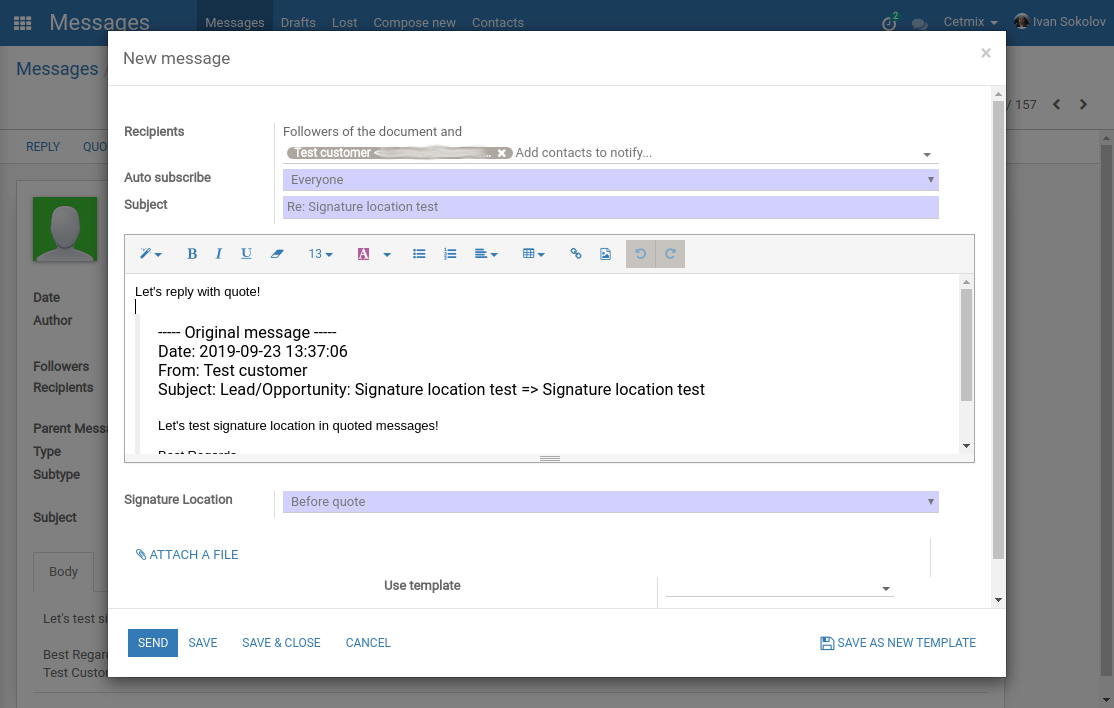 Messages
Messages Drafts Lost Compose new Contacts
2
Cetmix
Ivan Sokolov
Messages /
/ 157
REPLY
QUO
New message
×
Recipients
Followers of the document and
Test customer <
.. Add contacts to notify...
Auto subscribe
Everyone
Subject
Re: Signature location test
B I U
13
A
Let's reply with quote!
----- Original message -----
Date: 2019-09-23 13:37:06
From: Test customer
Subject: Lead/Opportunity: Signature location test => Signature location test
Let's test signature location in quoted messages!
Best Regards
Signature Location
Before quote
ATTACH A FILE
Use template
SEND SAVE SAVE & CLOSE CANCEL
SAVE AS NEW TEMPLATE
Date
Author
Followers
Recipients
Parent Messa
Type
Subtype
Subject
Body
Let's test si
Best Regar
Test Custor